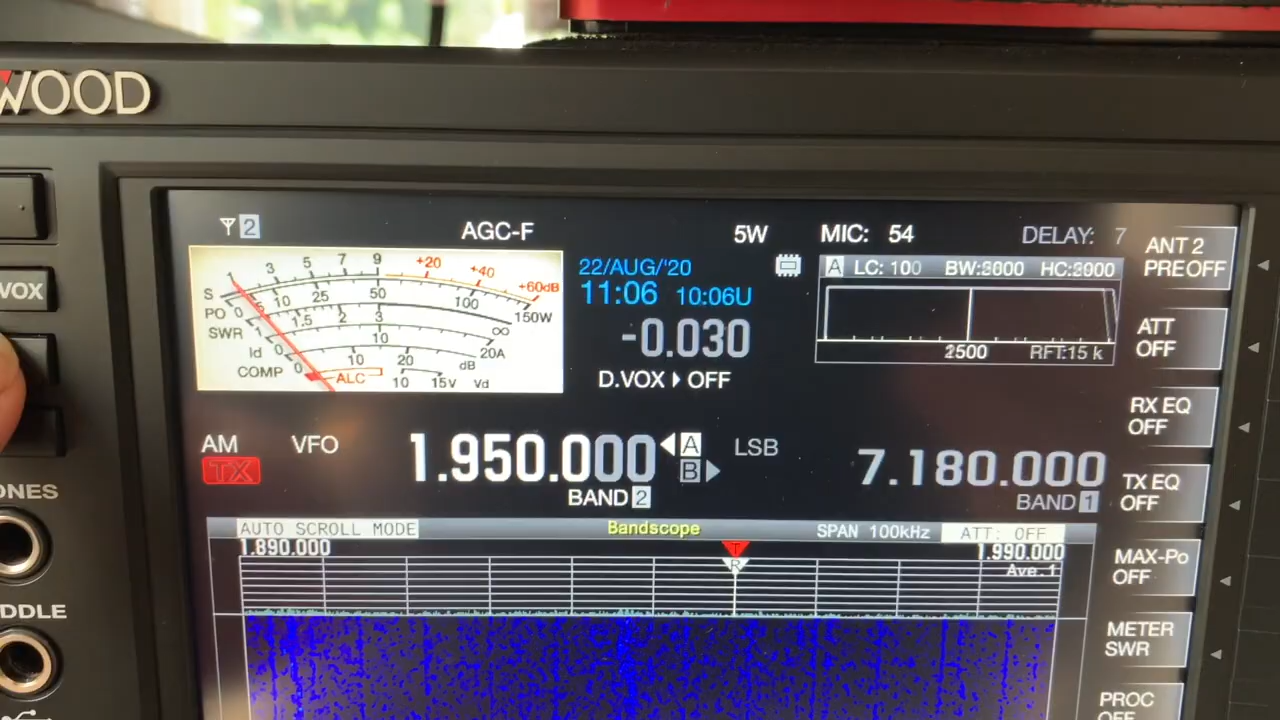 WOOD
2
AGC-F
5W
MIC: 54
DELAY: 7
ANT 2
PREOFF
1 3 5 7 9 +20 +40 +60dB
S
PO 0 10 25 50 100 150W
SWR 1 1.5 2 3 ∞
Id 0 10 20A
COMP 0 10 20 dB
ALC 10 15V Vd
22/AUG/'20
11:06 10:06U
-0.030
D.VOX OFF
A LC: 100 BW:3000 HC:3000
2500 RFT:15 k
ATT
OFF
VOX
RX EQ
OFF
AM VFO 1.950.000 A LSB 7.180.000
TX B
BAND 2 BAND 1
TX EQ
OFF
ONES
AUTO SCROLL MODE Bandscope SPAN 100kHz ATT: OFF
1.890.000 T 1.990.000
R Ave.1
MAX-Po
OFF
DDLE
METER
SWR
PROC
OFF